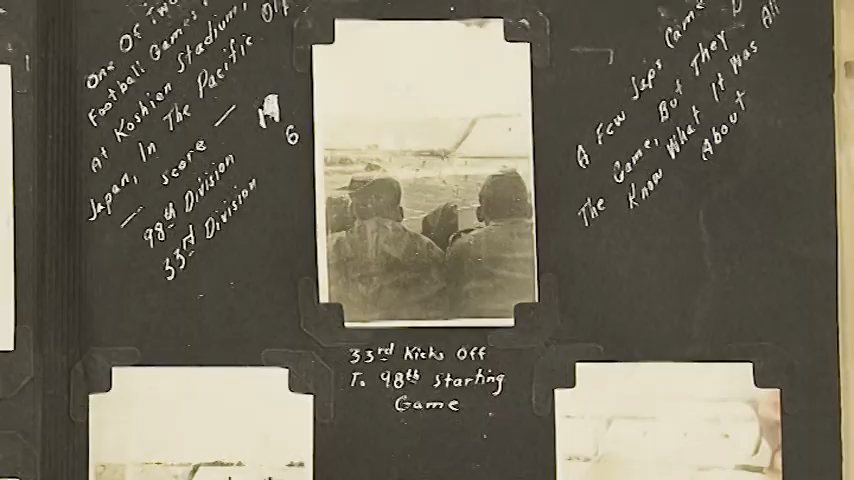 One Of Two
Football Games
At Koshien Stadium,
Japan, In The Pacific
— Score —
98th Division
33rd Division 6
33rd Kicks Off
To 98th Starting
Game
A Few Japs Came
The Game, But They
Know What It Was All
About